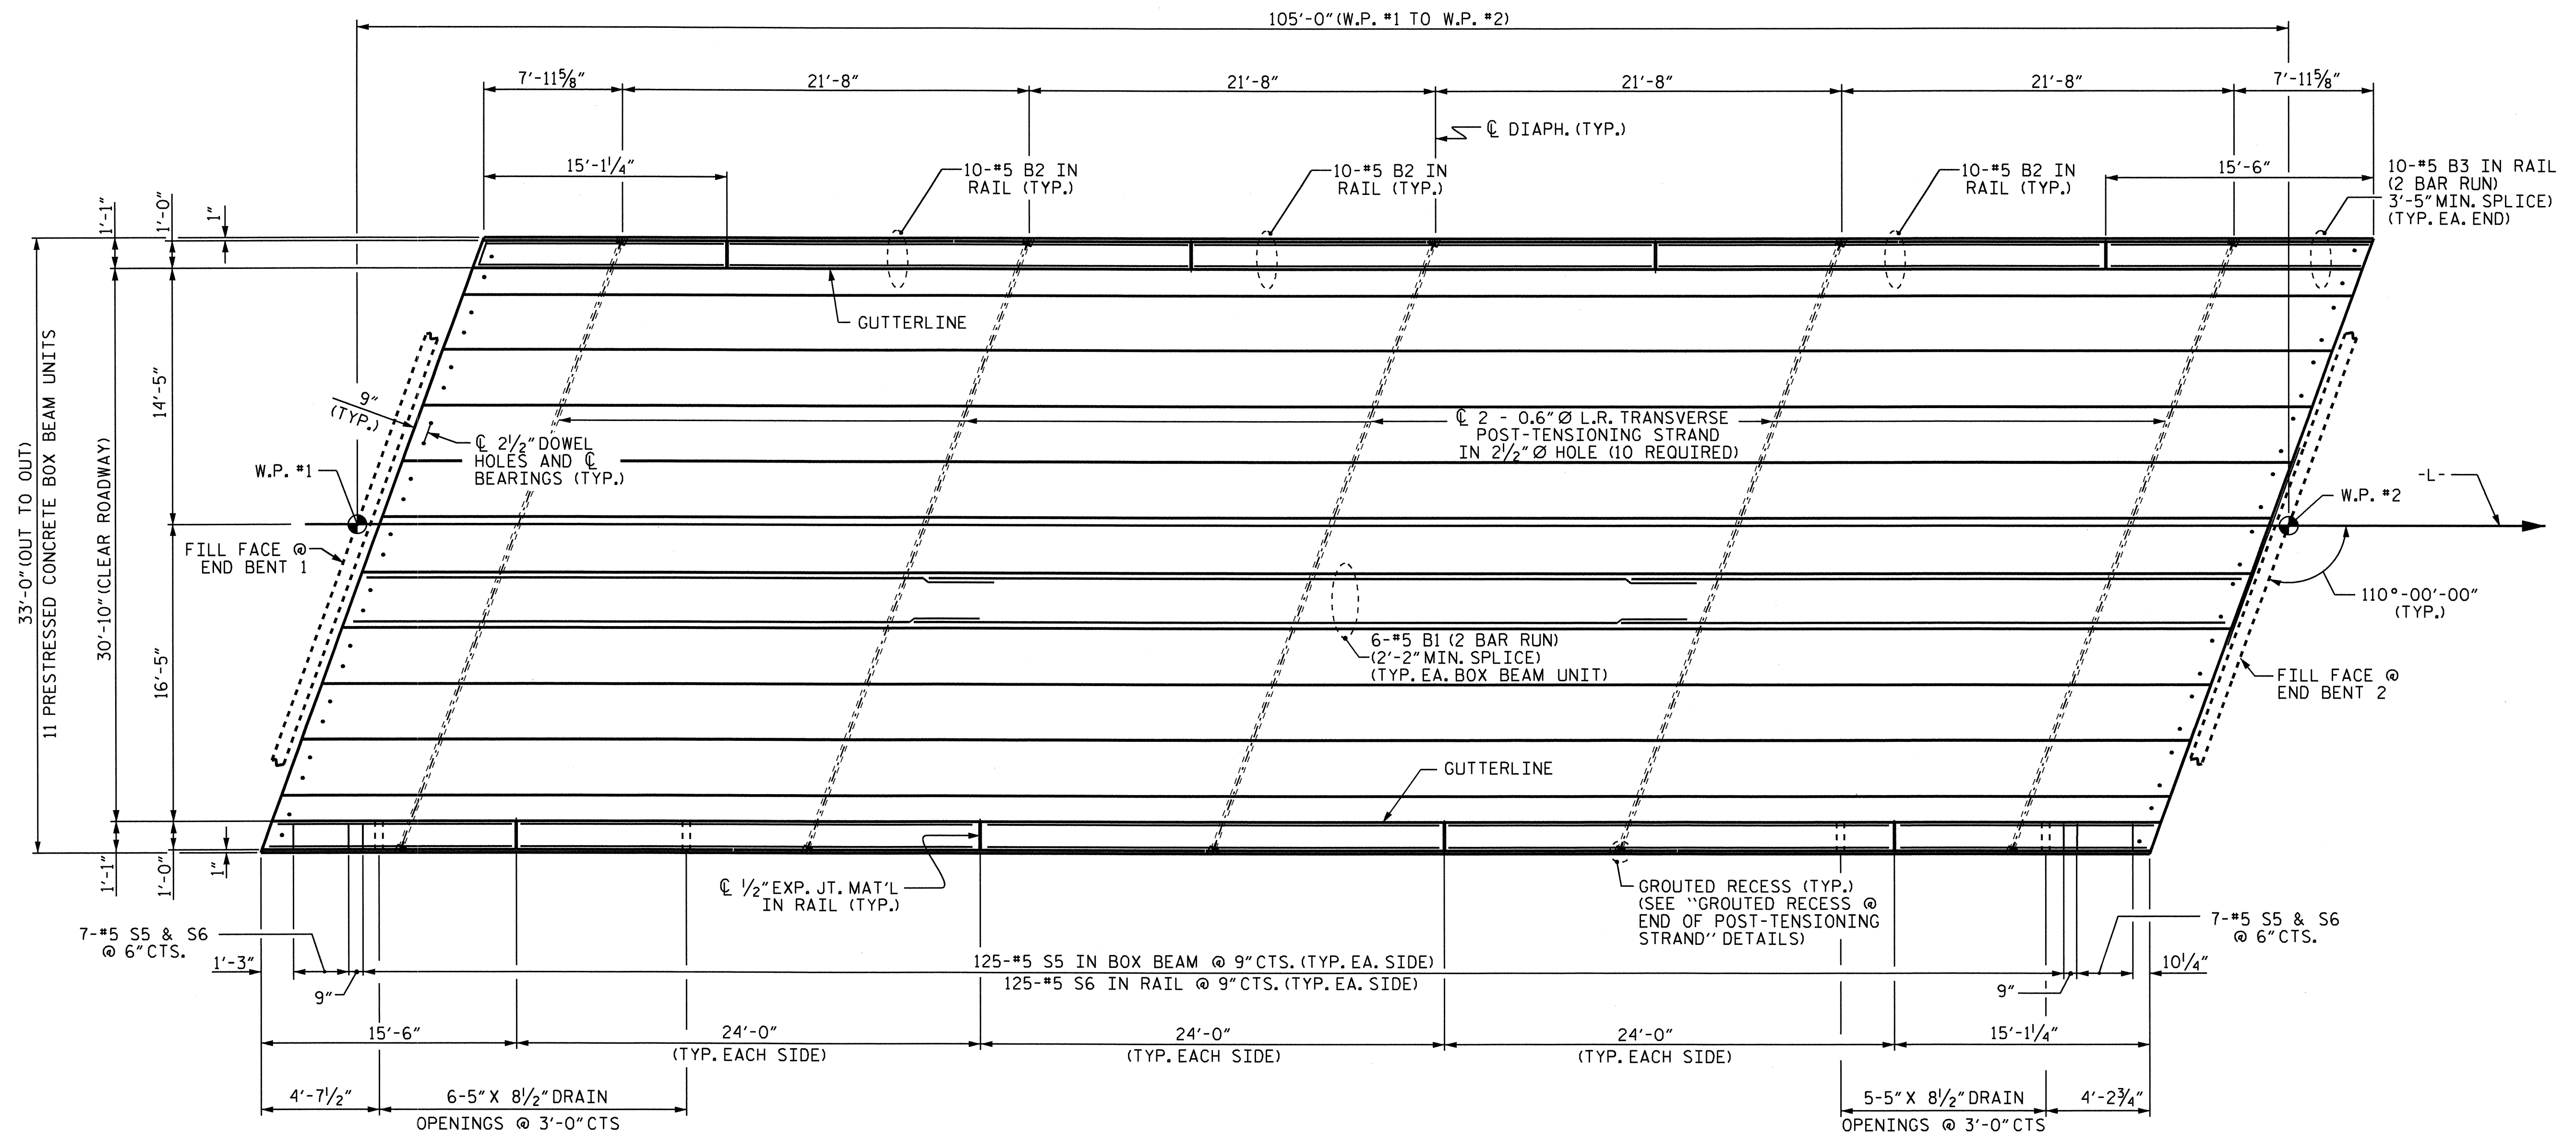 105'-0" (W.P. #1 TO W.P. #2)
7'-11⅝"
21'-8"
21'-8"
21'-8"
21'-8"
7'-11⅝"
℄ DIAPH. (TYP.)
15'-1¼"
10-#5 B2 IN
RAIL (TYP.)
10-#5 B2 IN
RAIL (TYP.)
10-#5 B2 IN
RAIL (TYP.)
15'-6"
10-#5 B3 IN RAIL
(2 BAR RUN)
3'-5" MIN. SPLICE)
(TYP. EA. END)
1'-1"
1'-0"
1"
GUTTERLINE
33'-0" (OUT TO OUT)
11 PRESTRESSED CONCRETE BOX BEAM UNITS
30'-10" (CLEAR ROADWAY)
14'-5"
16'-5"
9"
(TYP.)
℄ 2½" DOWEL
HOLES AND ℄
BEARINGS (TYP.)
℄ 2 - 0.6" Ø L.R. TRANSVERSE
POST-TENSIONING STRAND
IN 2½" Ø HOLE (10 REQUIRED)
W.P. #1
-L-
W.P. #2
FILL FACE @
END BENT 1
110°-00'-00"
(TYP.)
6-#5 B1 (2 BAR RUN)
(2'-2" MIN. SPLICE)
(TYP. EA. BOX BEAM UNIT)
FILL FACE @
END BENT 2
GUTTERLINE
1'-1"
1'-0"
1"
℄ ½" EXP. JT. MAT'L
IN RAIL (TYP.)
GROUTED RECESS (TYP.)
(SEE "GROUTED RECESS @
END OF POST-TENSIONING
STRAND" DETAILS)
7-#5 S5 & S6
@ 6" CTS.
7-#5 S5 & S6
@ 6" CTS.
1'-3"
9"
125-#5 S5 IN BOX BEAM @ 9" CTS. (TYP. EA. SIDE)
125-#5 S6 IN RAIL @ 9" CTS. (TYP. EA. SIDE)
9"
10¼"
15'-6"
24'-0"
(TYP. EACH SIDE)
24'-0"
(TYP. EACH SIDE)
24'-0"
(TYP. EACH SIDE)
15'-1¼"
4'-7½"
6-5" X 8½" DRAIN
OPENINGS @ 3'-0" CTS
5-5" X 8½" DRAIN
OPENINGS @ 3'-0" CTS
4'-2¾"